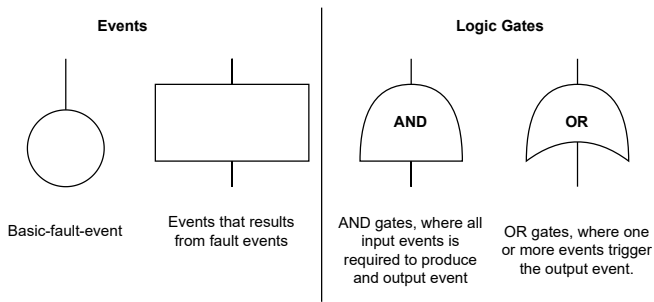 Events
Logic Gates
AND
OR
Basic-fault-event
Events that results
from fault events
AND gates, where all
input events is
required to produce
and output event
OR gates, where one
or more events trigger
the output event.